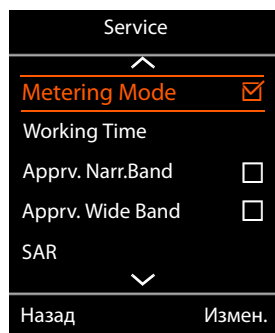 Service
Metering Mode
Working Time
Apprv. Narr.Band
Apprv. Wide Band
SAR
Назад Измен.